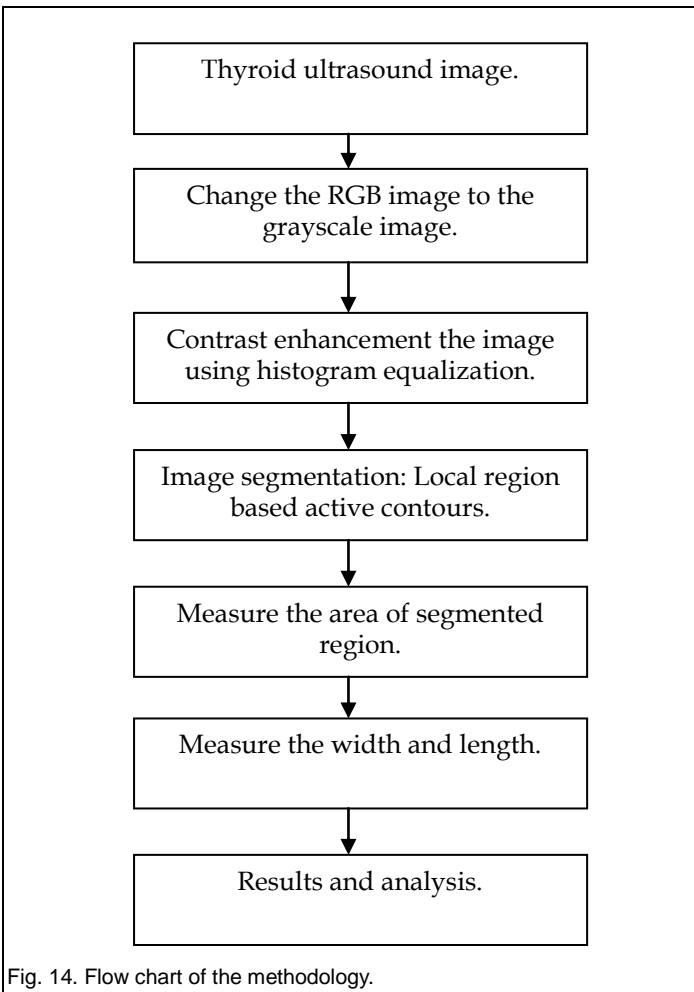 Thyroid ultrasound image.
Change the RGB image to the
grayscale image.
Contrast enhancement the image
using histogram equalization.
Image segmentation: Local region
based active contours.
Measure the area of segmented
region.
Measure the width and length.
Results and analysis.
Fig. 14. Flow chart of the methodology.